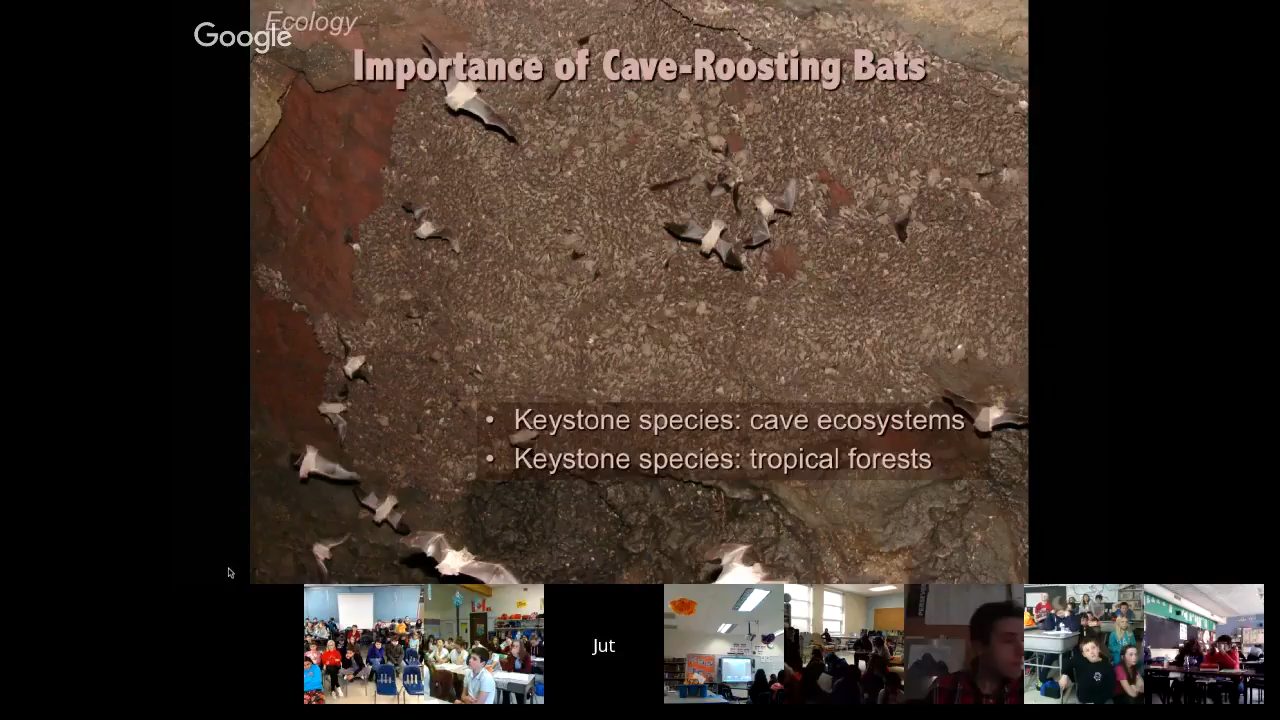 Ecology
Google
Importance of Cave-Roosting Bats
• Keystone species: cave ecosystems
• Keystone species: tropical forests
Jut